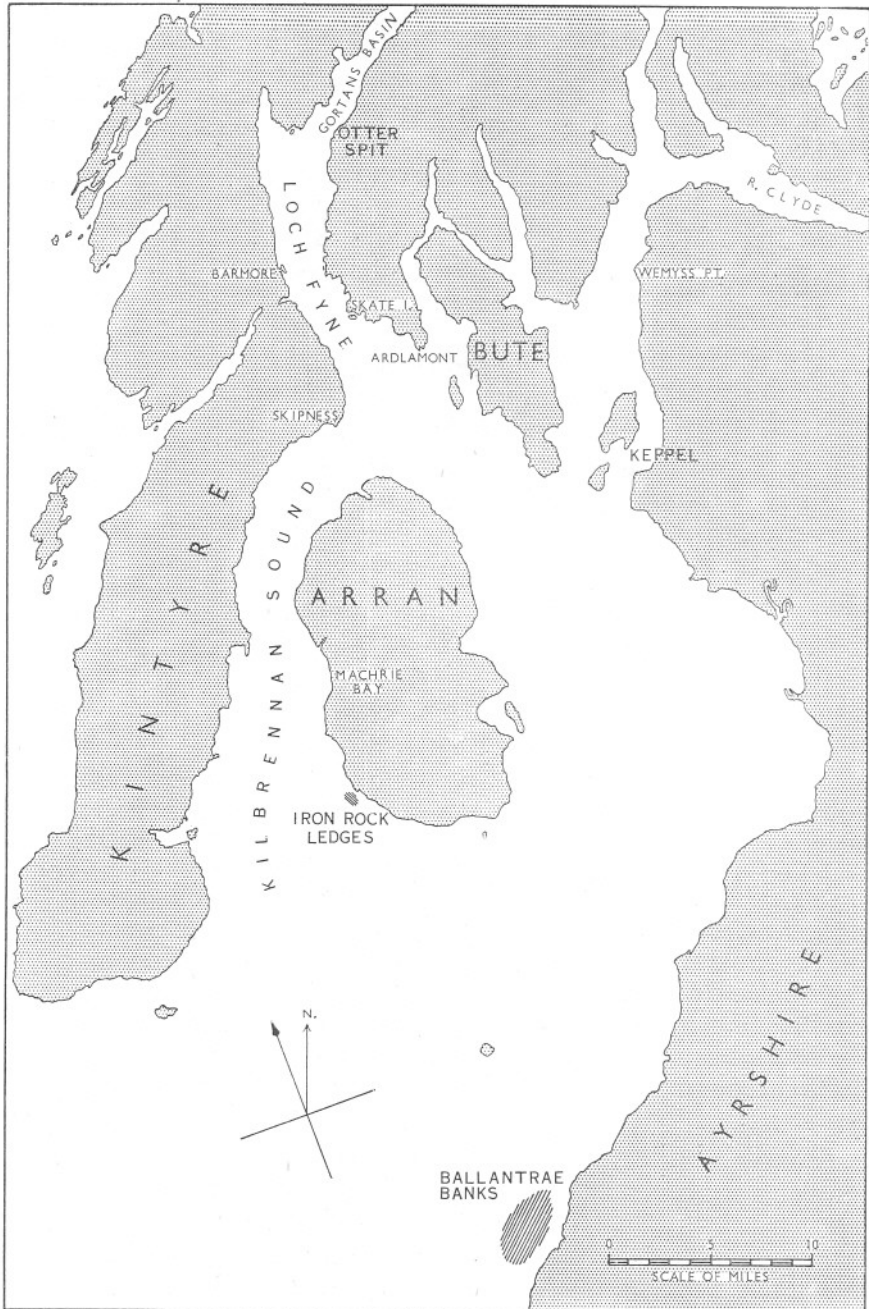 GORTANS BASIN
OTTER
SPIT
LOCH FYNE
R. CLYDE
BARMORE
WEMYSS PT.
SKATE I.
ARDLAMONT
BUTE
SKIPNESS
KEPPEL
KINTYRE
KILBRENNAN SOUND
ARRAN
MACHRIE
BAY
IRON ROCK
LEDGES
AYRSHIRE
N.
BALLANTRAE
BANKS
0 5 10
SCALE OF MILES